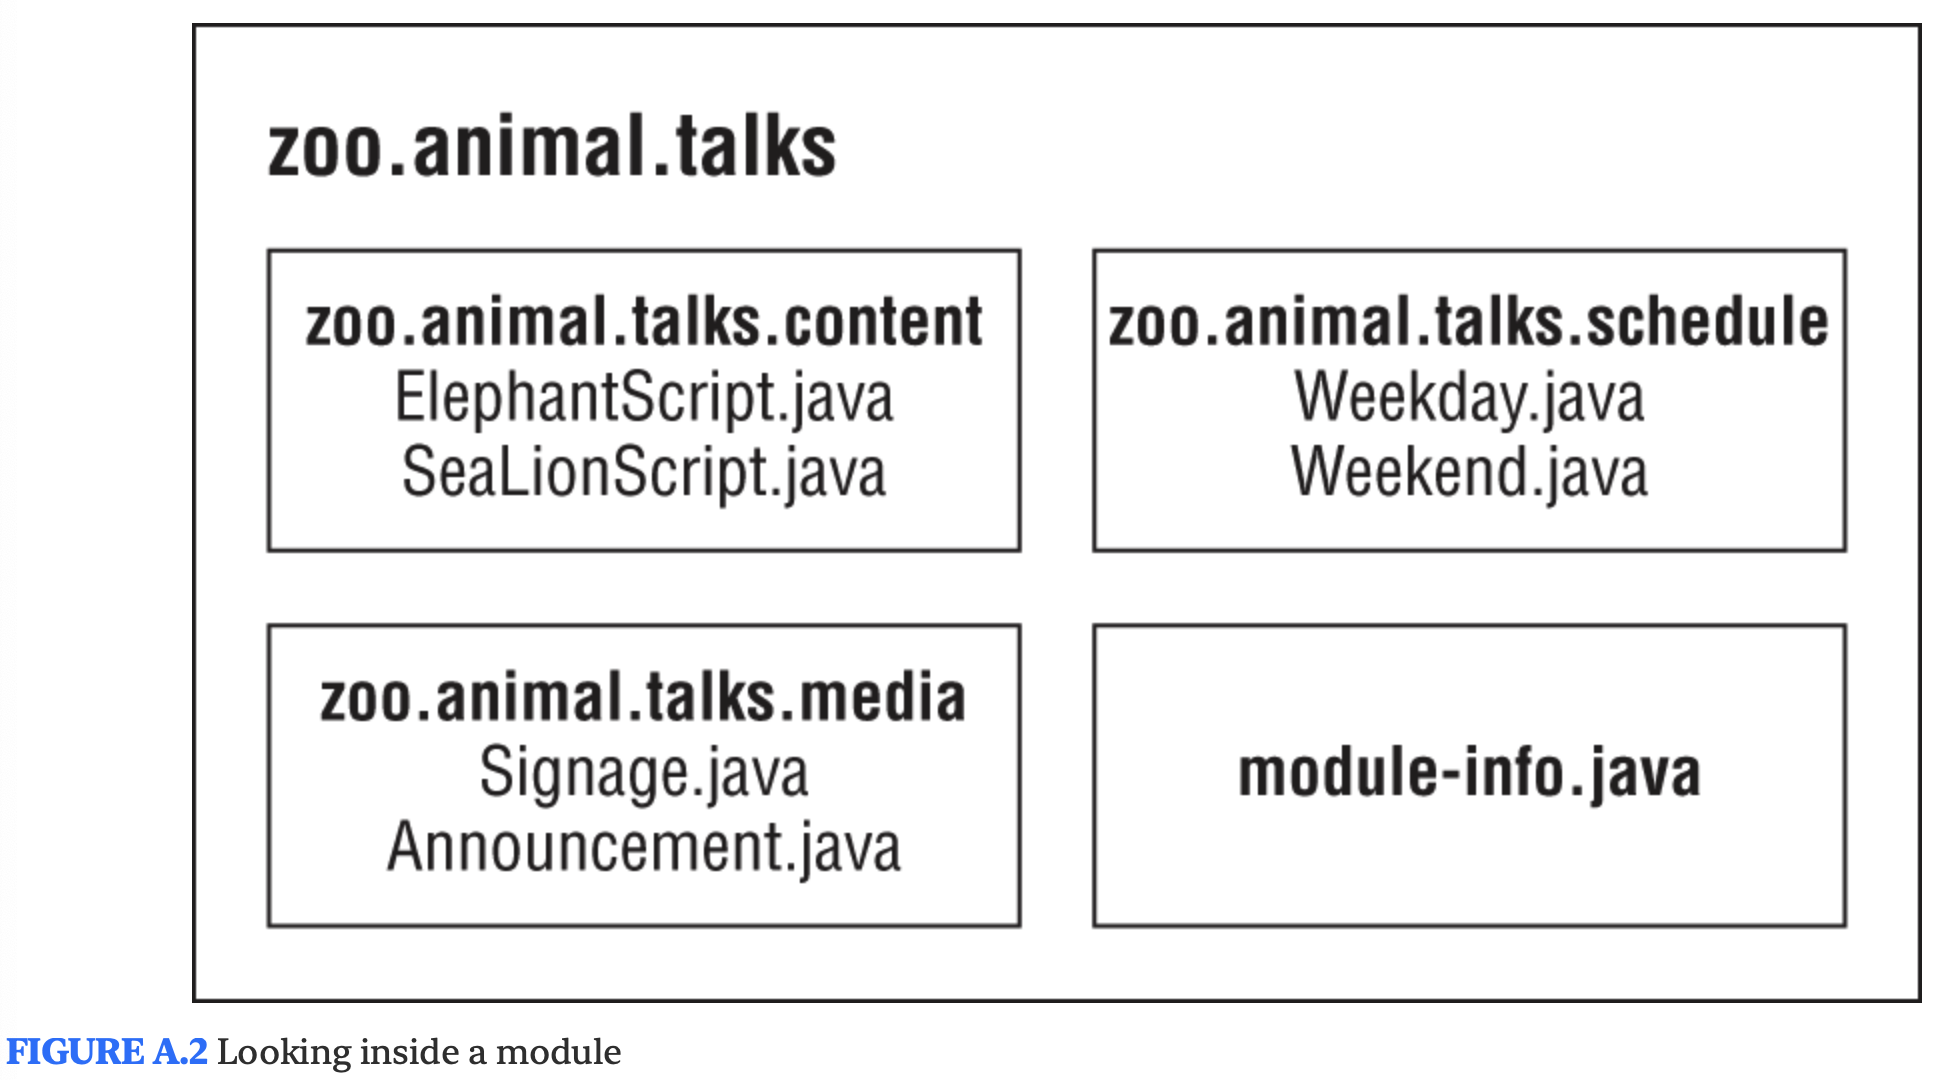 zoo.animal.talks
zoo.animal.talks.content
ElephantScript.java
SeaLionScript.java
zoo.animal.talks.schedule
Weekday.java
Weekend.java
zoo.animal.talks.media
Signage.java
Announcement.java
module-info.java
FIGURE A.2 Looking inside a module